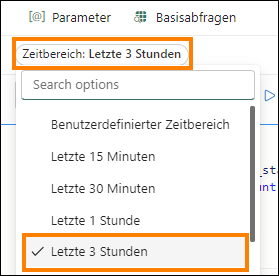 Parameter Basisabfragen
Zeitbereich: Letzte 3 Stunden
Search options
Benutzerdefinierter Zeitbereich
Letzte 15 Minuten
Letzte 30 Minuten
Letzte 1 Stunde
Letzte 3 Stunden